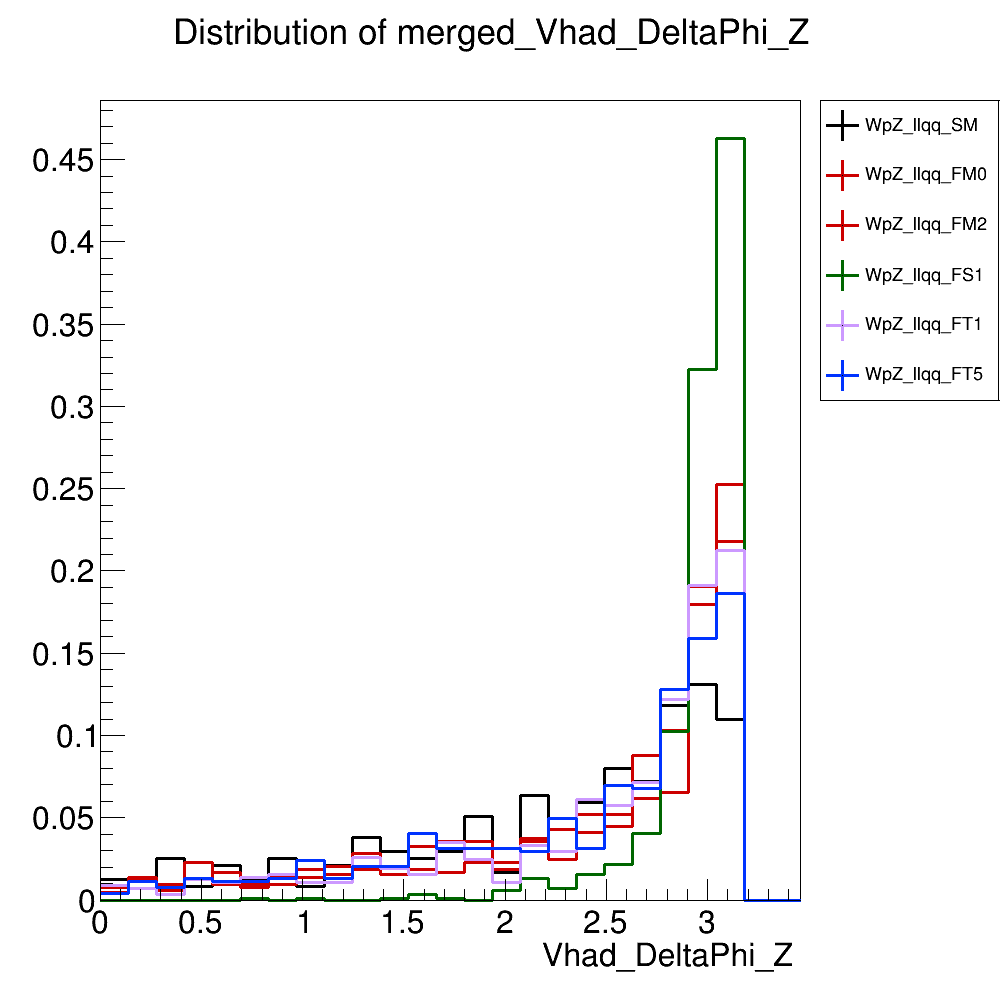 Distribution of merged_Vhad_DeltaPhi_Z
WpZ_llqq_SM
WpZ_llqq_FM0
WpZ_llqq_FM2
WpZ_llqq_FS1
WpZ_llqq_FT1
WpZ_llqq_FT5
0.45
0.4
0.35
0.3
0.25
0.2
0.15
0.1
0.05
0
0 0.5 1 1.5 2 2.5 3
Vhad_DeltaPhi_Z